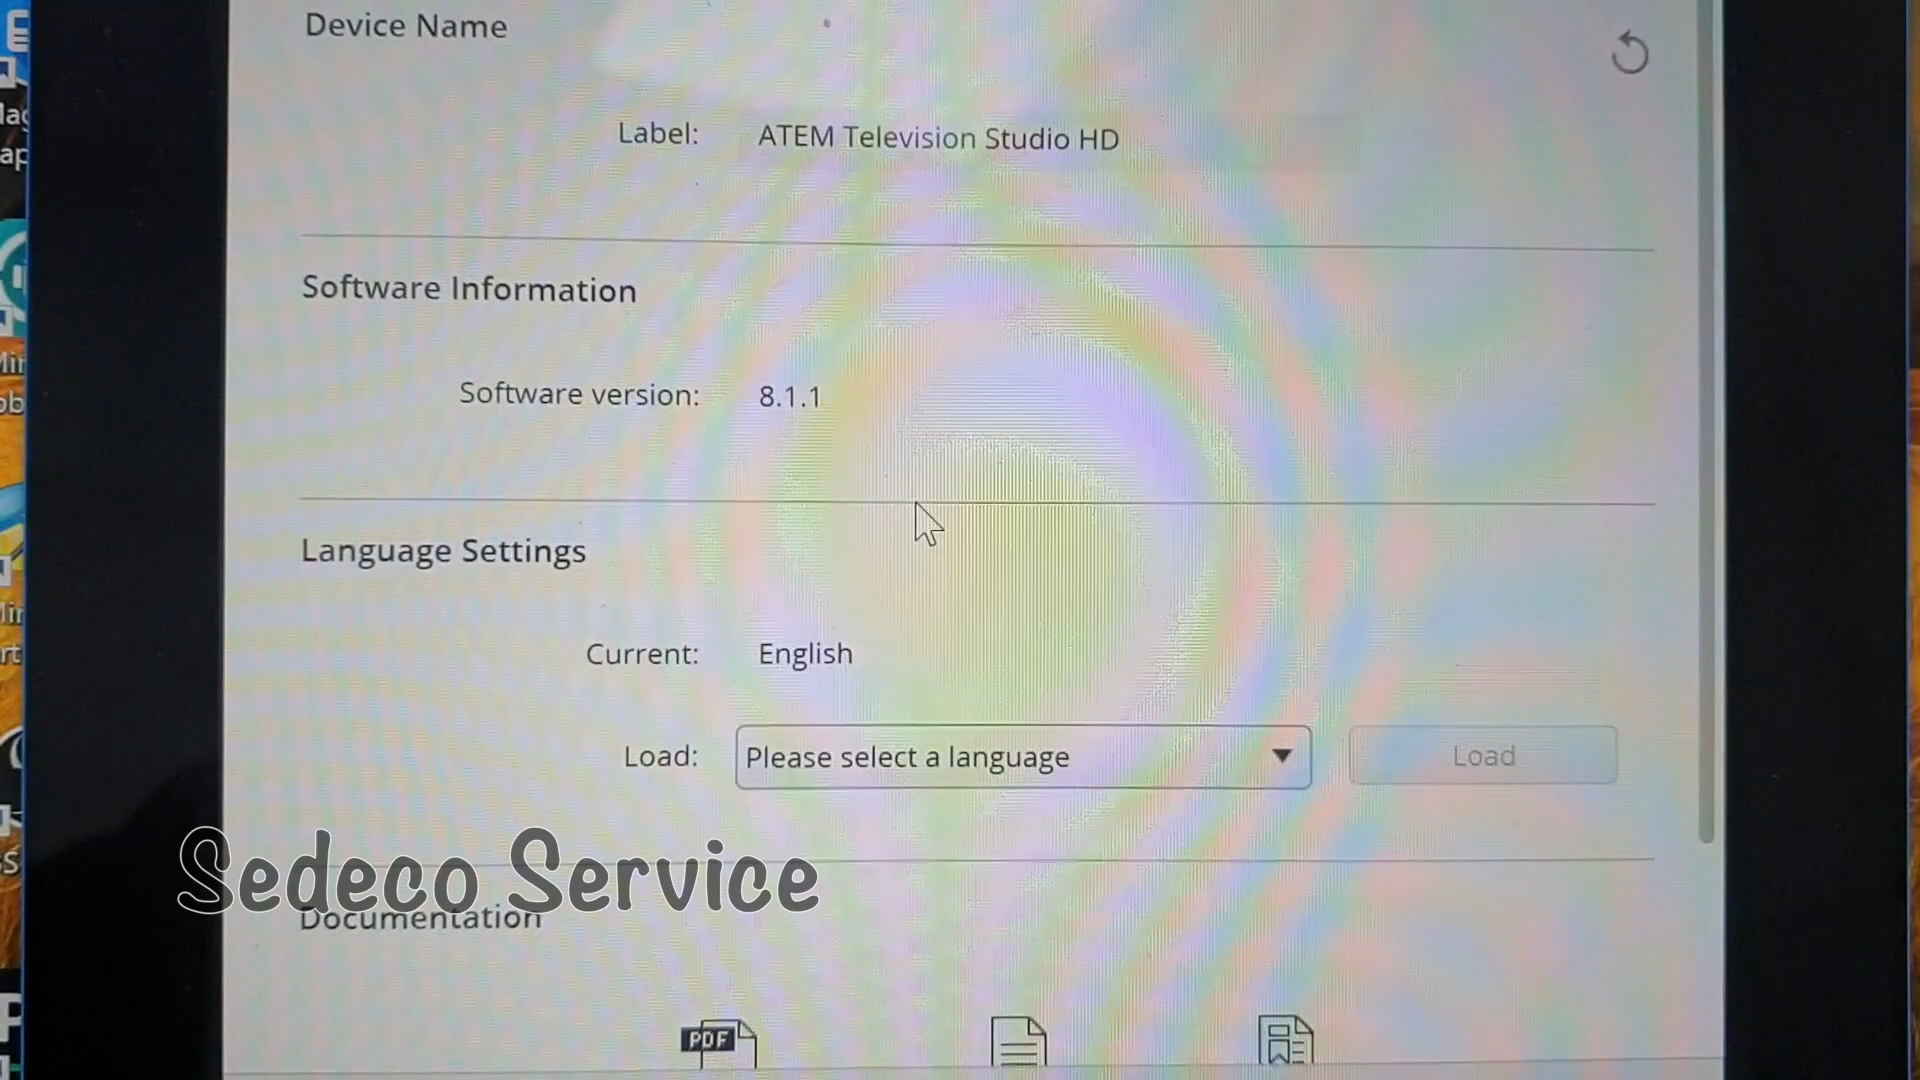 Device Name
Label: ATEM Television Studio HD
Software Information
Software version: 8.1.1
Language Settings
Current: English
Load: Please select a language Load
Sedeco Service
Documentation
PDF